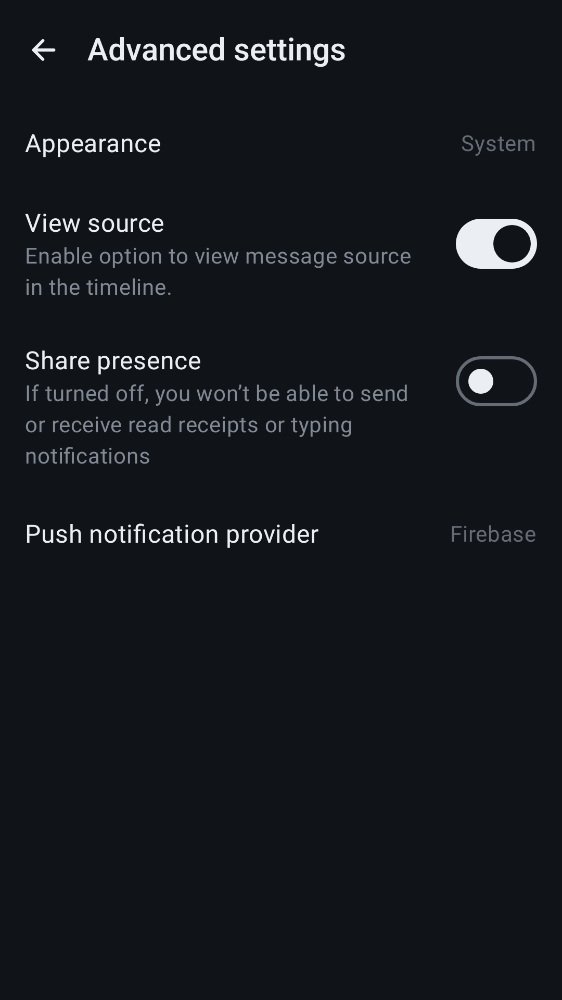 Advanced settings
Appearance
System
View source
Enable option to view message source
in the timeline.
Share presence
If turned off, you won’t be able to send
or receive read receipts or typing
notifications
Push notification provider
Firebase